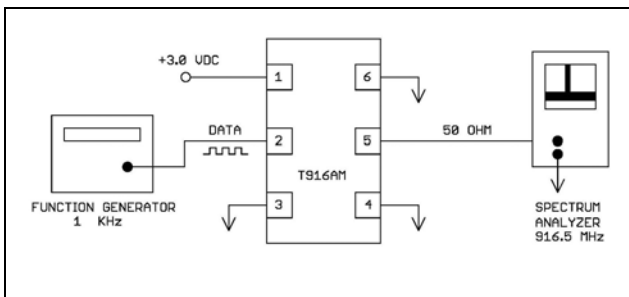 +3.0 VDC
1
6
DATA
2
5
50 OHM
T916AM
3
4
FUNCTION GENERATOR
1 KHz
SPECTRUM
ANALYZER
916.5 MHz